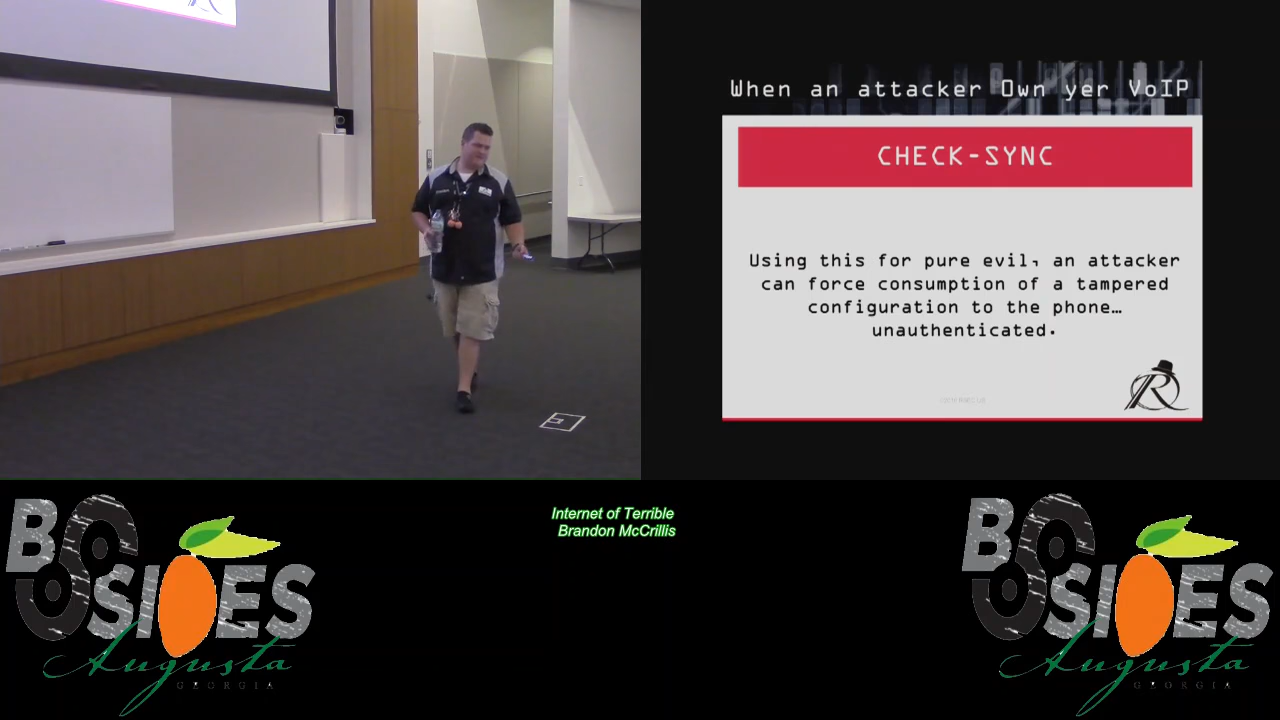 When an attacker Own yer VoIP
CHECK-SYNC
Using this for pure evil, an attacker
can force consumption of a tampered
configuration to the phone…
unauthenticated.
R
Internet of Terrible
Brandon McCrillis
BSIDES
Augusta
GEORGIA
BSIDES
Augusta
GEORGIA